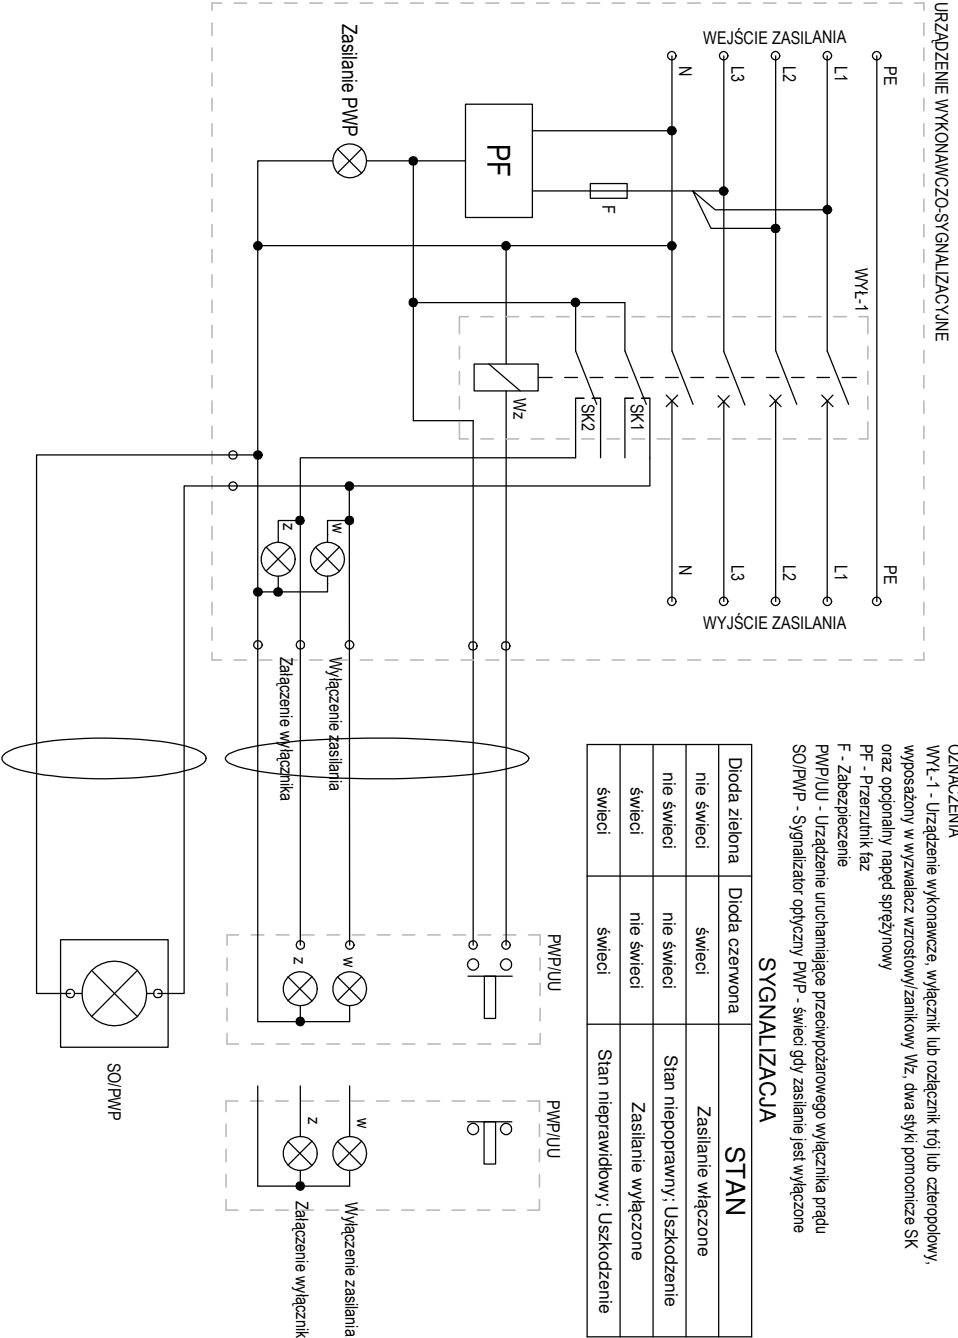 URZĄDZENIE WYKONAWCZO-SYGNALIZACYJNE
WEJŚCIE ZASILANIA
PE
L1
L2
L3
N
WYŁ-1
F
PF
Zasilanie PWP
Wz
SK1
SK2
PE
L1
L2
L3
N
WYJŚCIE ZASILANIA
w
z
Wyłączenie zasilania
Załączenie wyłącznika
PWP/UU
w
z
PWP/UU
w
z
Wyłączenie zasilania
Załączenie wyłącznik
SO/PWP
OZNACZENIA
WYŁ-1 - Urządzenie wykonawcze, wyłącznik lub rozłącznik trój lub czteropolowy,
wyposażony w wyzwalacz wzrostowy/zanikowy Wz, dwa styki pomocnicze SK
oraz opcjonalny napęd sprężynowy
PF - Przerzutnik faz
F - Zabezpieczenie
PWP/UU - Urządzenie uruchamiające przeciwpożarowego wyłącznika prądu
SO/PWP - Sygnalizator optyczny PWP - świeci gdy zasilanie jest wyłączone
SYGNALIZACJA
Dioda zielona Dioda czerwona STAN
nie świeci świeci Zasilanie włączone
nie świeci nie świeci Stan niepoprawny; Uszkodzenie
świeci nie świeci Zasilanie wyłączone
świeci świeci Stan nieprawidłowy; Uszkodzenie